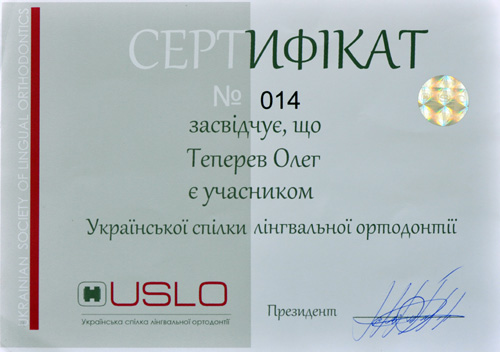 СЕРТИФІКАТ
№ 014
засвідчує, що
Теперев Олег
є учасником
Української спілки лінгвальної ортодонтії
USLO
Українська спілка лінгвальної ортодонтії
Президент
UKRAINIAN SOCIETY OF LINGUAL ORTHODONTICS